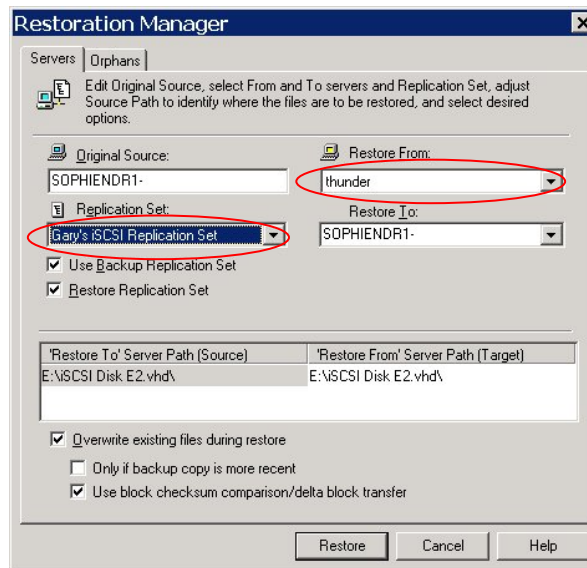 Restoration Manager
Servers
Orphans
Edit Original Source, select From and To servers and Replication Set, adjust
Source Path to identify where the files are to be restored, and select desired
options.
Original Source:
SOPHIENDR1-
Restore From:
thunder
Replication Set:
Gary's iSCSI Replication Set
Restore To:
SOPHIENDR1-
Use Backup Replication Set
Restore Replication Set
'Restore To' Server Path (Source)
'Restore From' Server Path (Target)
E:\iSCSI Disk E2.vhd\
E:\iSCSI Disk E2.vhd\
Overwrite existing files during restore
Only if backup copy is more recent
Use block checksum comparison/delta block transfer
Restore
Cancel
Help